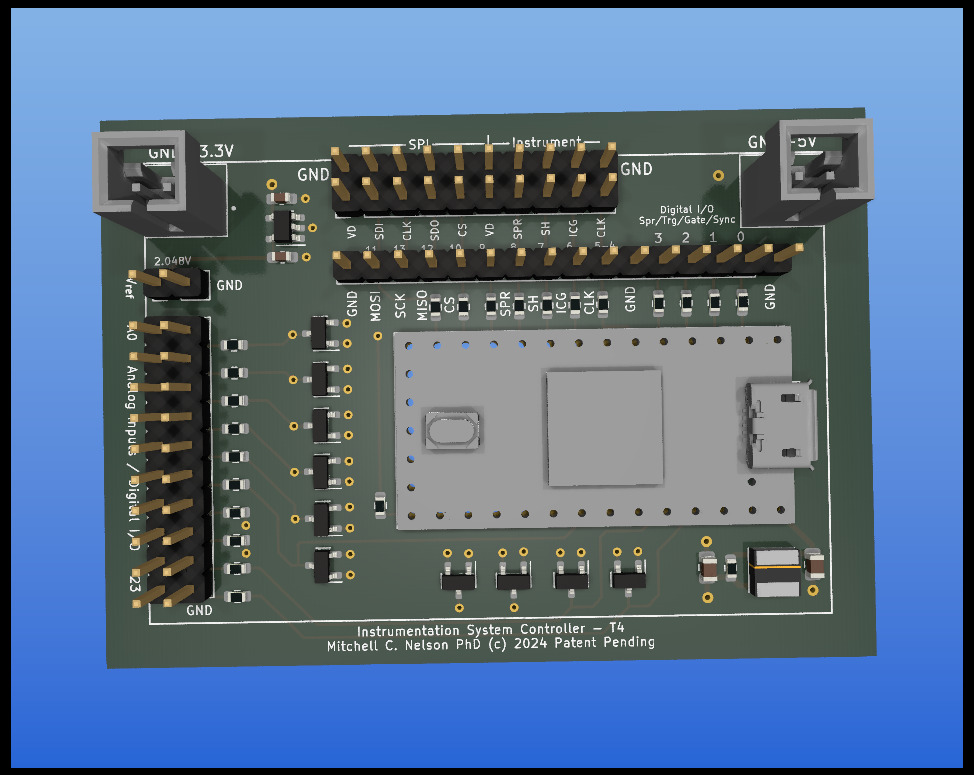 GND 3.3V
SPI Instrument
GND -5V
GND
GND
Digital I/O
Spr/Trg/Gate/Sync
3 2 1 0
VD SDI CLK SDO CS VD SPR SH ICG CLK
2.048V
Vref
GND
GND MOSI SCK MISO CS SPR SH ICG CLK GND GND
A0 Analog Inputs / Digital I/O 23
GND
Instrumentation System Controller – T4
Mitchell C. Nelson PhD (c) 2024 Patent Pending